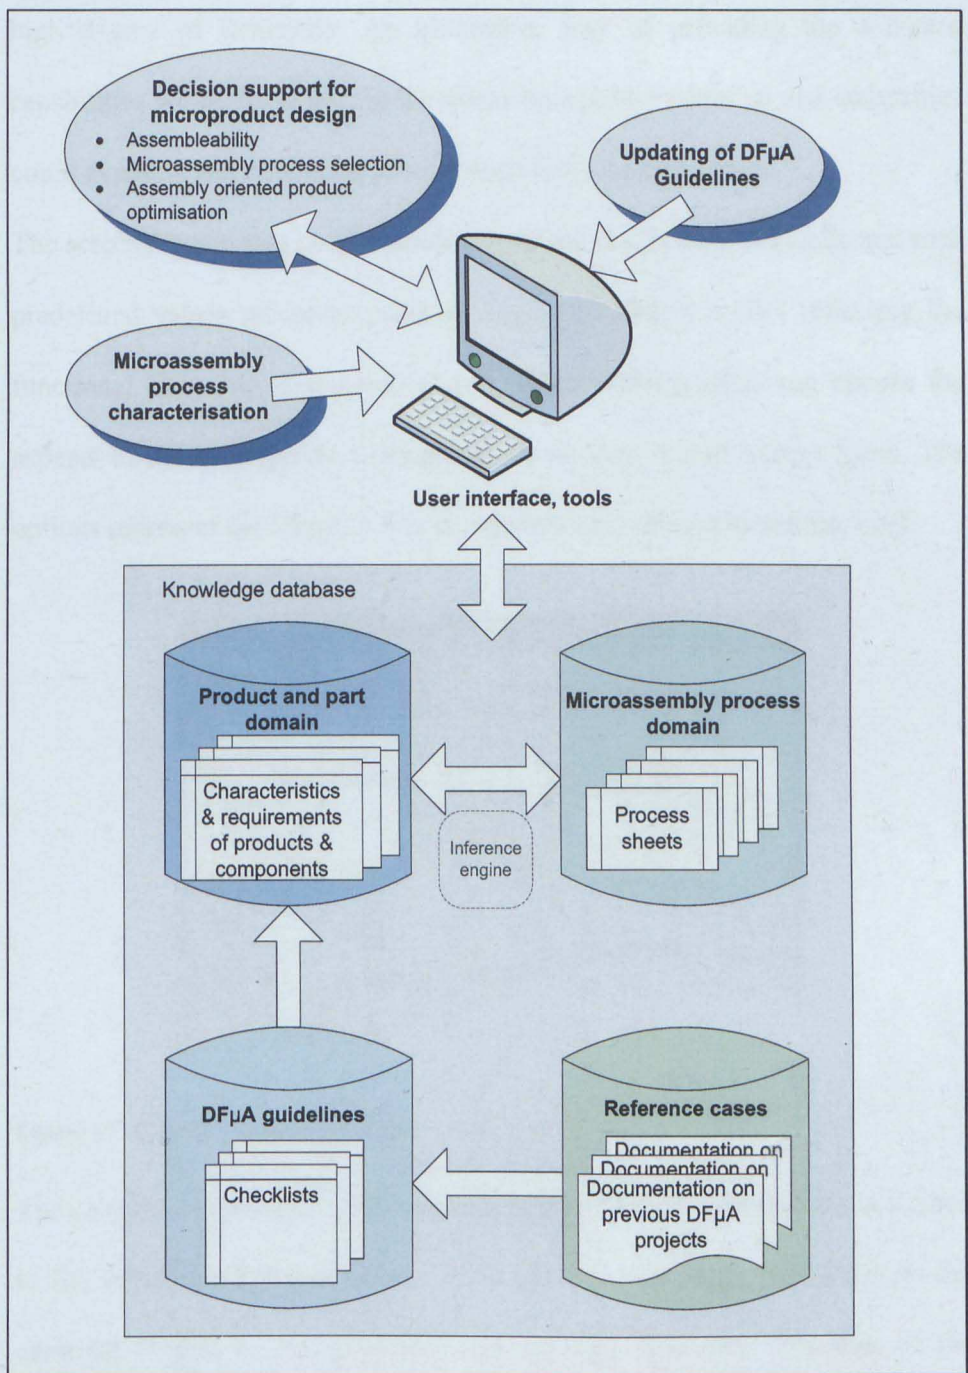 Decision support for
microproduct design
• Assembleability
• Microassembly process selection
• Assembly oriented product
optimisation
Updating of DFµA
Guidelines
Microassembly
process
characterisation
User interface, tools
Knowledge database
Product and part
domain
Characteristics
& requirements
of products &
components
Microassembly process
domain
Process
sheets
Inference
engine
DFµA guidelines
Checklists
Reference cases
Documentation on
Documentation on
Documentation on
previous DFµA
projects